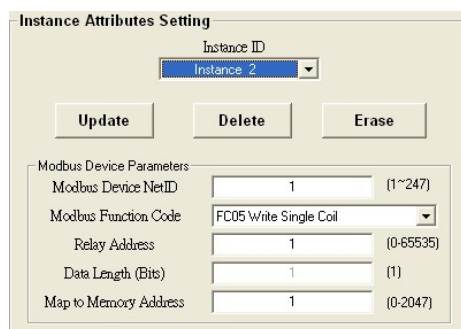 Instance Attributes Setting
Instance ID
Instance 2
Update Delete Erase
Modbus Device Parameters
Modbus Device NetID 1 (1~247)
Modbus Function Code FC05 Write Single Coil
Relay Address 1 (0-65535)
Data Length (Bits) 1 (1)
Map to Memory Address 1 (0-2047)